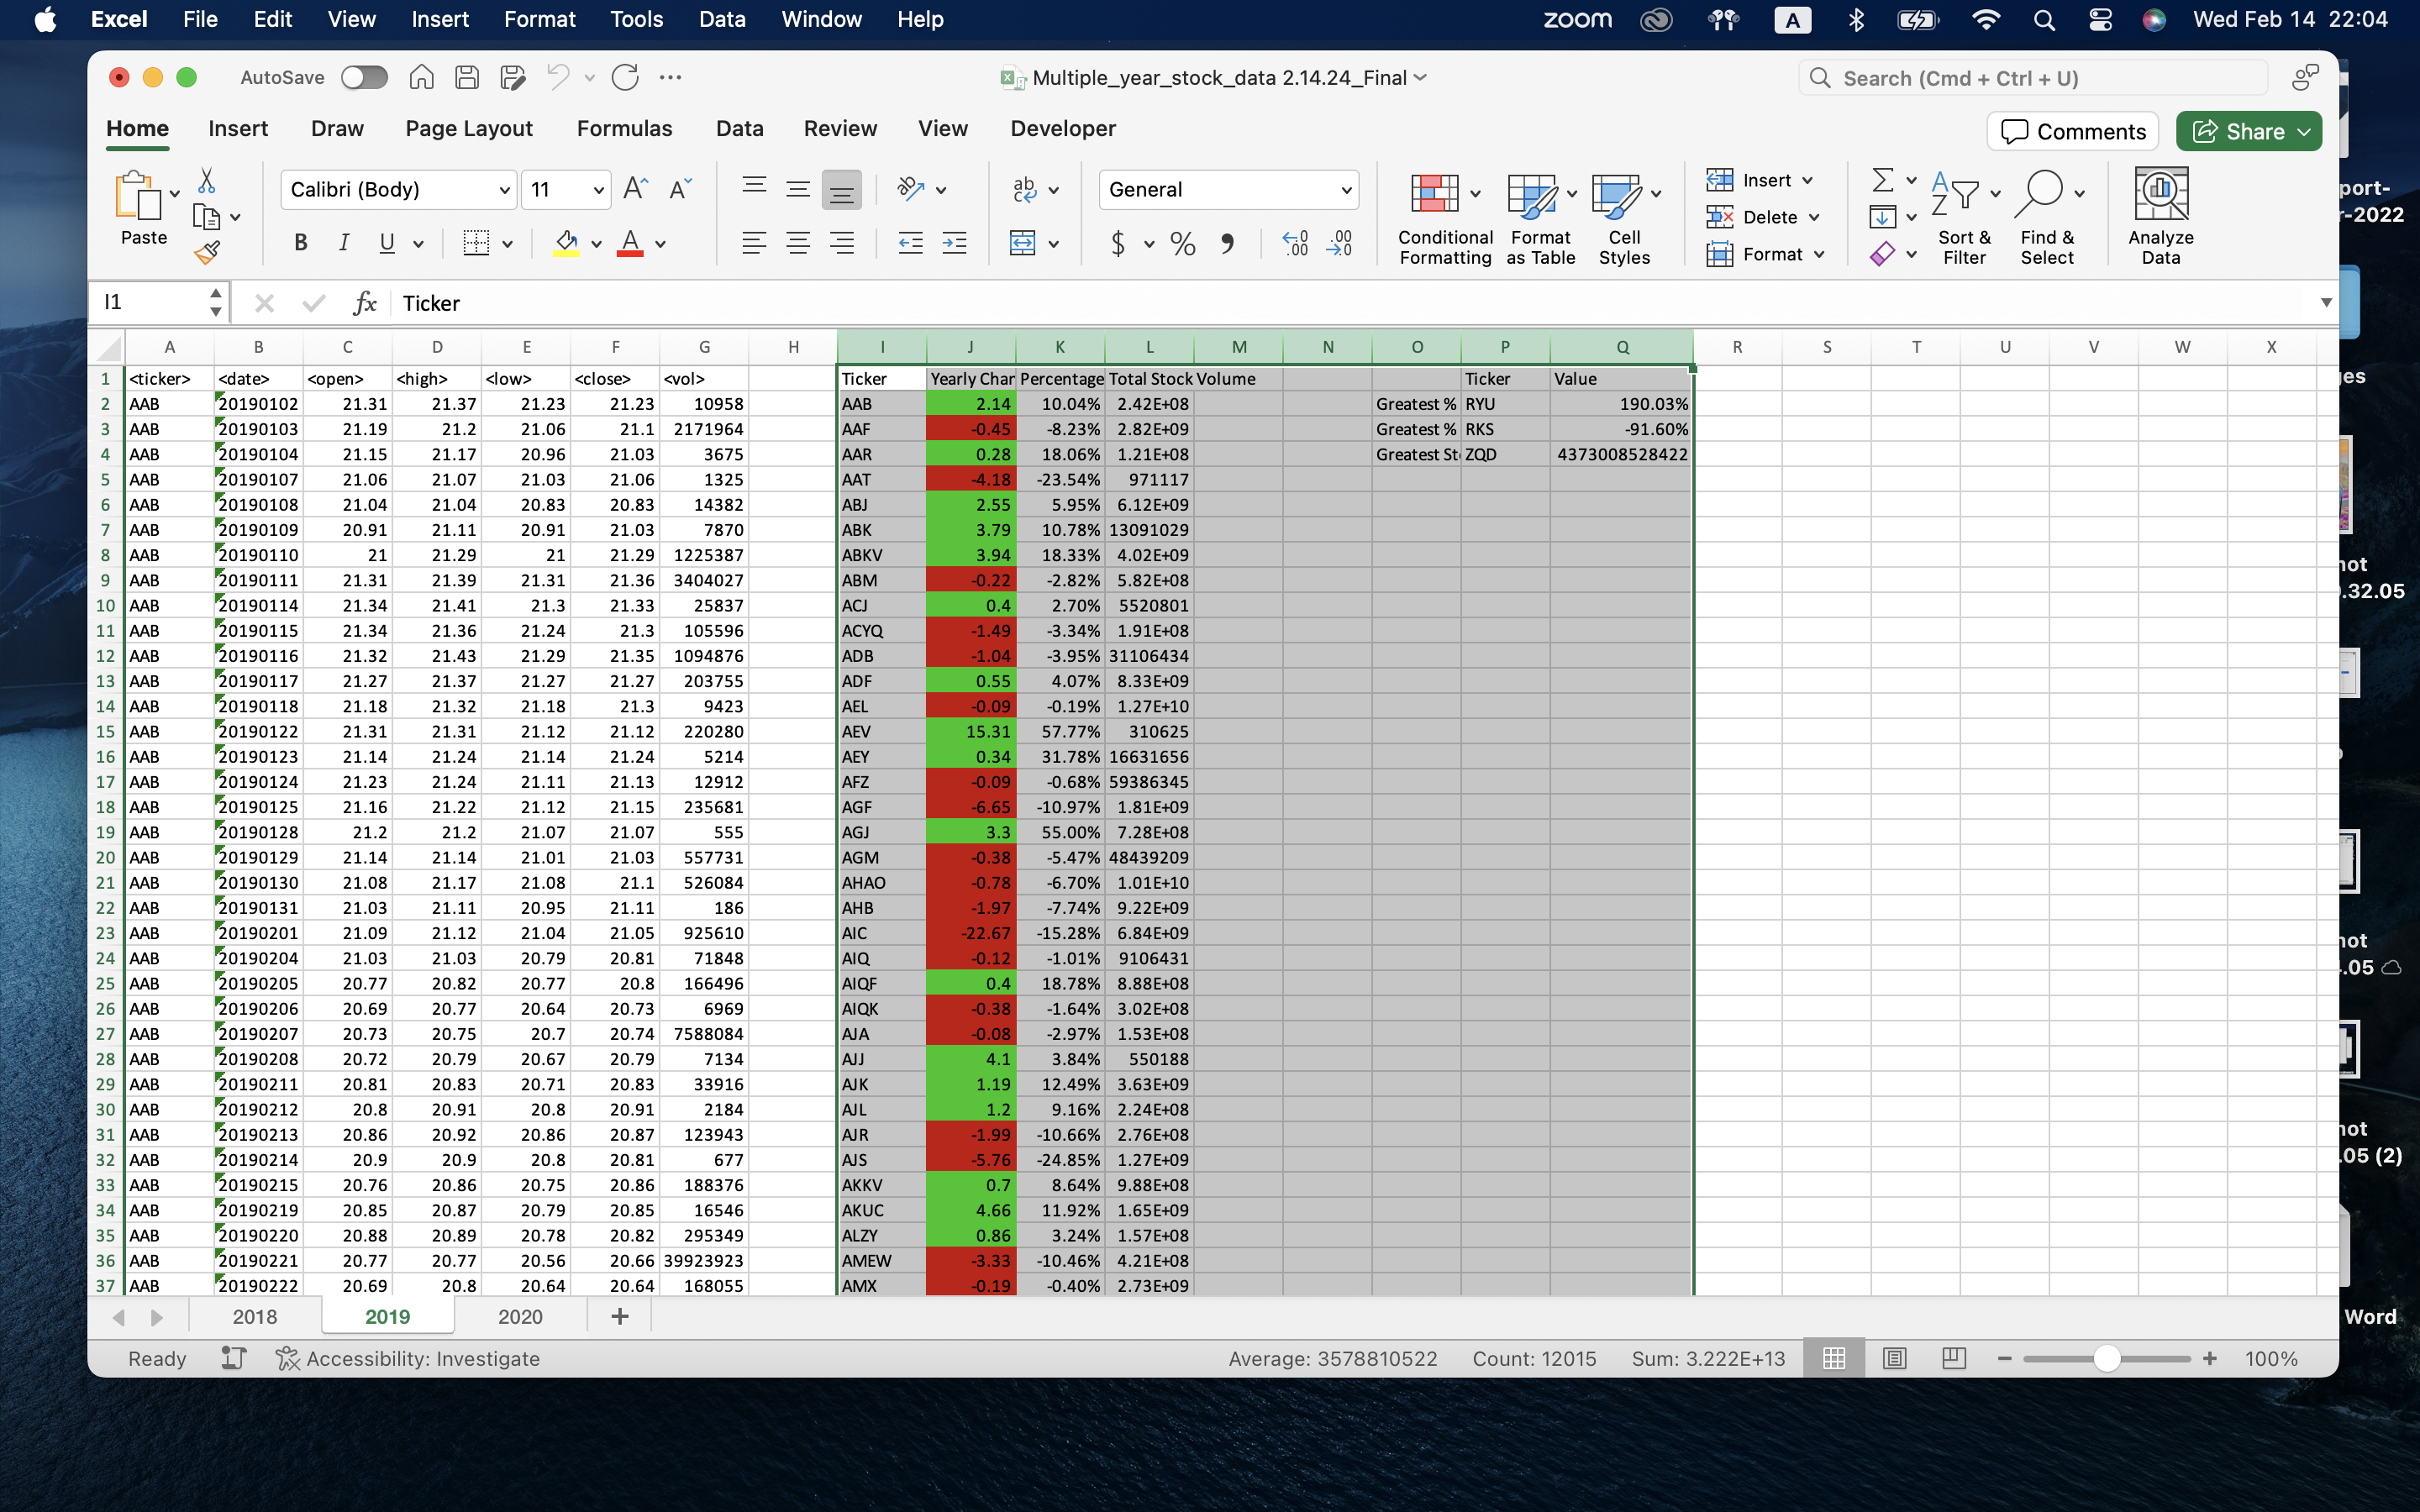 Excel File Edit View Insert Format Tools Data Window Help zoom A Wed Feb 14 22:04
AutoSave Multiple_year_stock_data 2.14.24_Final Search (Cmd + Ctrl + U)
Home Insert Draw Page Layout Formulas Data Review View Developer Comments Share
Paste Calibri (Body) 11 General Conditional Formatting Format as Table Cell Styles Insert Delete Format Sort & Filter Find & Select Analyze Data
I1 fx Ticker
A B C D E F G H I J K L M N O P Q R S T U V W X
1 <ticker> <date> <open> <high> <low> <close> <vol> Ticker Yearly Char Percentage Total Stock Volume Ticker Value
2 AAB 20190102 21.31 21.37 21.23 21.23 10958 AAB 2.14 10.04% 2.42E+08 Greatest % RYU 190.03%
3 AAB 20190103 21.19 21.2 21.06 21.1 2171964 AAF -0.45 -8.23% 2.82E+09 Greatest % RKS -91.60%
4 AAB 20190104 21.15 21.17 20.96 21.03 3675 AAR 0.28 18.06% 1.21E+08 Greatest St ZQD 4373008528422
5 AAB 20190107 21.06 21.07 21.03 21.06 1325 AAT -4.18 -23.54% 971117
6 AAB 20190108 21.04 21.04 20.83 20.83 14382 ABJ 2.55 5.95% 6.12E+09
7 AAB 20190109 20.91 21.11 20.91 21.03 7870 ABK 3.79 10.78% 13091029
8 AAB 20190110 21 21.29 21 21.29 1225387 ABKV 3.94 18.33% 4.02E+09
9 AAB 20190111 21.31 21.39 21.31 21.36 3404027 ABM -0.22 -2.82% 5.82E+08
10 AAB 20190114 21.34 21.41 21.3 21.33 25837 ACJ 0.4 2.70% 5520801
11 AAB 20190115 21.34 21.36 21.24 21.3 105596 ACYQ -1.49 -3.34% 1.91E+08
12 AAB 20190116 21.32 21.43 21.29 21.35 1094876 ADB -1.04 -3.95% 31106434
13 AAB 20190117 21.27 21.37 21.27 21.27 203755 ADF 0.55 4.07% 8.33E+09
14 AAB 20190118 21.18 21.32 21.18 21.3 9423 AEL -0.09 -0.19% 1.27E+10
15 AAB 20190122 21.31 21.31 21.12 21.12 220280 AEV 15.31 57.77% 310625
16 AAB 20190123 21.14 21.24 21.14 21.24 5214 AEY 0.34 31.78% 16631656
17 AAB 20190124 21.23 21.24 21.11 21.13 12912 AFZ -0.09 -0.68% 59386345
18 AAB 20190125 21.16 21.22 21.12 21.15 235681 AGF -6.65 -10.97% 1.81E+09
19 AAB 20190128 21.2 21.2 21.07 21.07 555 AGJ 3.3 55.00% 7.28E+08
20 AAB 20190129 21.14 21.14 21.01 21.03 557731 AGM -0.38 -5.47% 48439209
21 AAB 20190130 21.08 21.17 21.08 21.1 526084 AHAO -0.78 -6.70% 1.01E+10
22 AAB 20190131 21.03 21.11 20.95 21.11 186 AHB -1.97 -7.74% 9.22E+09
23 AAB 20190201 21.09 21.12 21.04 21.05 925610 AIC -22.67 -15.28% 6.84E+09
24 AAB 20190204 21.03 21.03 20.79 20.81 71848 AIQ -0.12 -1.01% 9106431
25 AAB 20190205 20.77 20.82 20.77 20.8 166496 AIQF 0.4 18.78% 8.88E+08
26 AAB 20190206 20.69 20.77 20.64 20.73 6969 AIQK -0.38 -1.64% 3.02E+08
27 AAB 20190207 20.73 20.75 20.7 20.74 7588084 AJA -0.08 -2.97% 1.53E+08
28 AAB 20190208 20.72 20.79 20.67 20.79 7134 AJJ 4.1 3.84% 550188
29 AAB 20190211 20.81 20.83 20.71 20.83 33916 AJK 1.19 12.49% 3.63E+09
30 AAB 20190212 20.8 20.91 20.8 20.91 2184 AJL 1.2 9.16% 2.24E+08
31 AAB 20190213 20.86 20.92 20.86 20.87 123943 AJR -1.99 -10.66% 2.76E+08
32 AAB 20190214 20.9 20.9 20.8 20.81 677 AJS -5.76 -24.85% 1.27E+09
33 AAB 20190215 20.76 20.86 20.75 20.86 188376 AKKV 0.7 8.64% 9.88E+08
34 AAB 20190219 20.85 20.87 20.79 20.85 16546 AKUC 4.66 11.92% 1.65E+09
35 AAB 20190220 20.88 20.89 20.78 20.82 295349 ALZY 0.86 3.24% 1.57E+08
36 AAB 20190221 20.77 20.77 20.56 20.66 39923923 AMEW -3.33 -10.46% 4.21E+08
37 AAB 20190222 20.69 20.8 20.64 20.64 168055 AMX -0.19 -0.40% 2.73E+09
2018 2019 2020
Ready Accessibility: Investigate Average: 3578810522 Count: 12015 Sum: 3.222E+13 100%
port-
r-2022
.32.05
.05
.05 (2)
Word